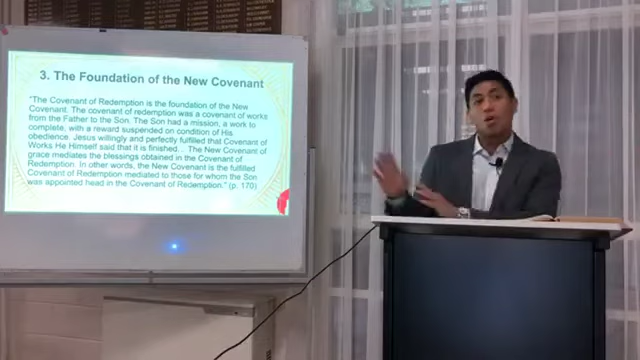 3. The Foundation of the New Covenant
"The Covenant of Redemption is the foundation of the New
Covenant. The covenant of redemption was a covenant of works
from the Father to the Son. The Son had a mission, a work to
complete, with a reward suspended on condition of His
obedience. Jesus willingly and perfectly fulfilled that Covenant of
Works He Himself said that it is finished... The New Covenant of
grace mediates the blessings obtained in the Covenant of
Redemption. In other words, the New Covenant is the fulfilled
Covenant of Redemption mediated to those for whom the Son
was appointed head in the Covenant of Redemption." (p. 170)